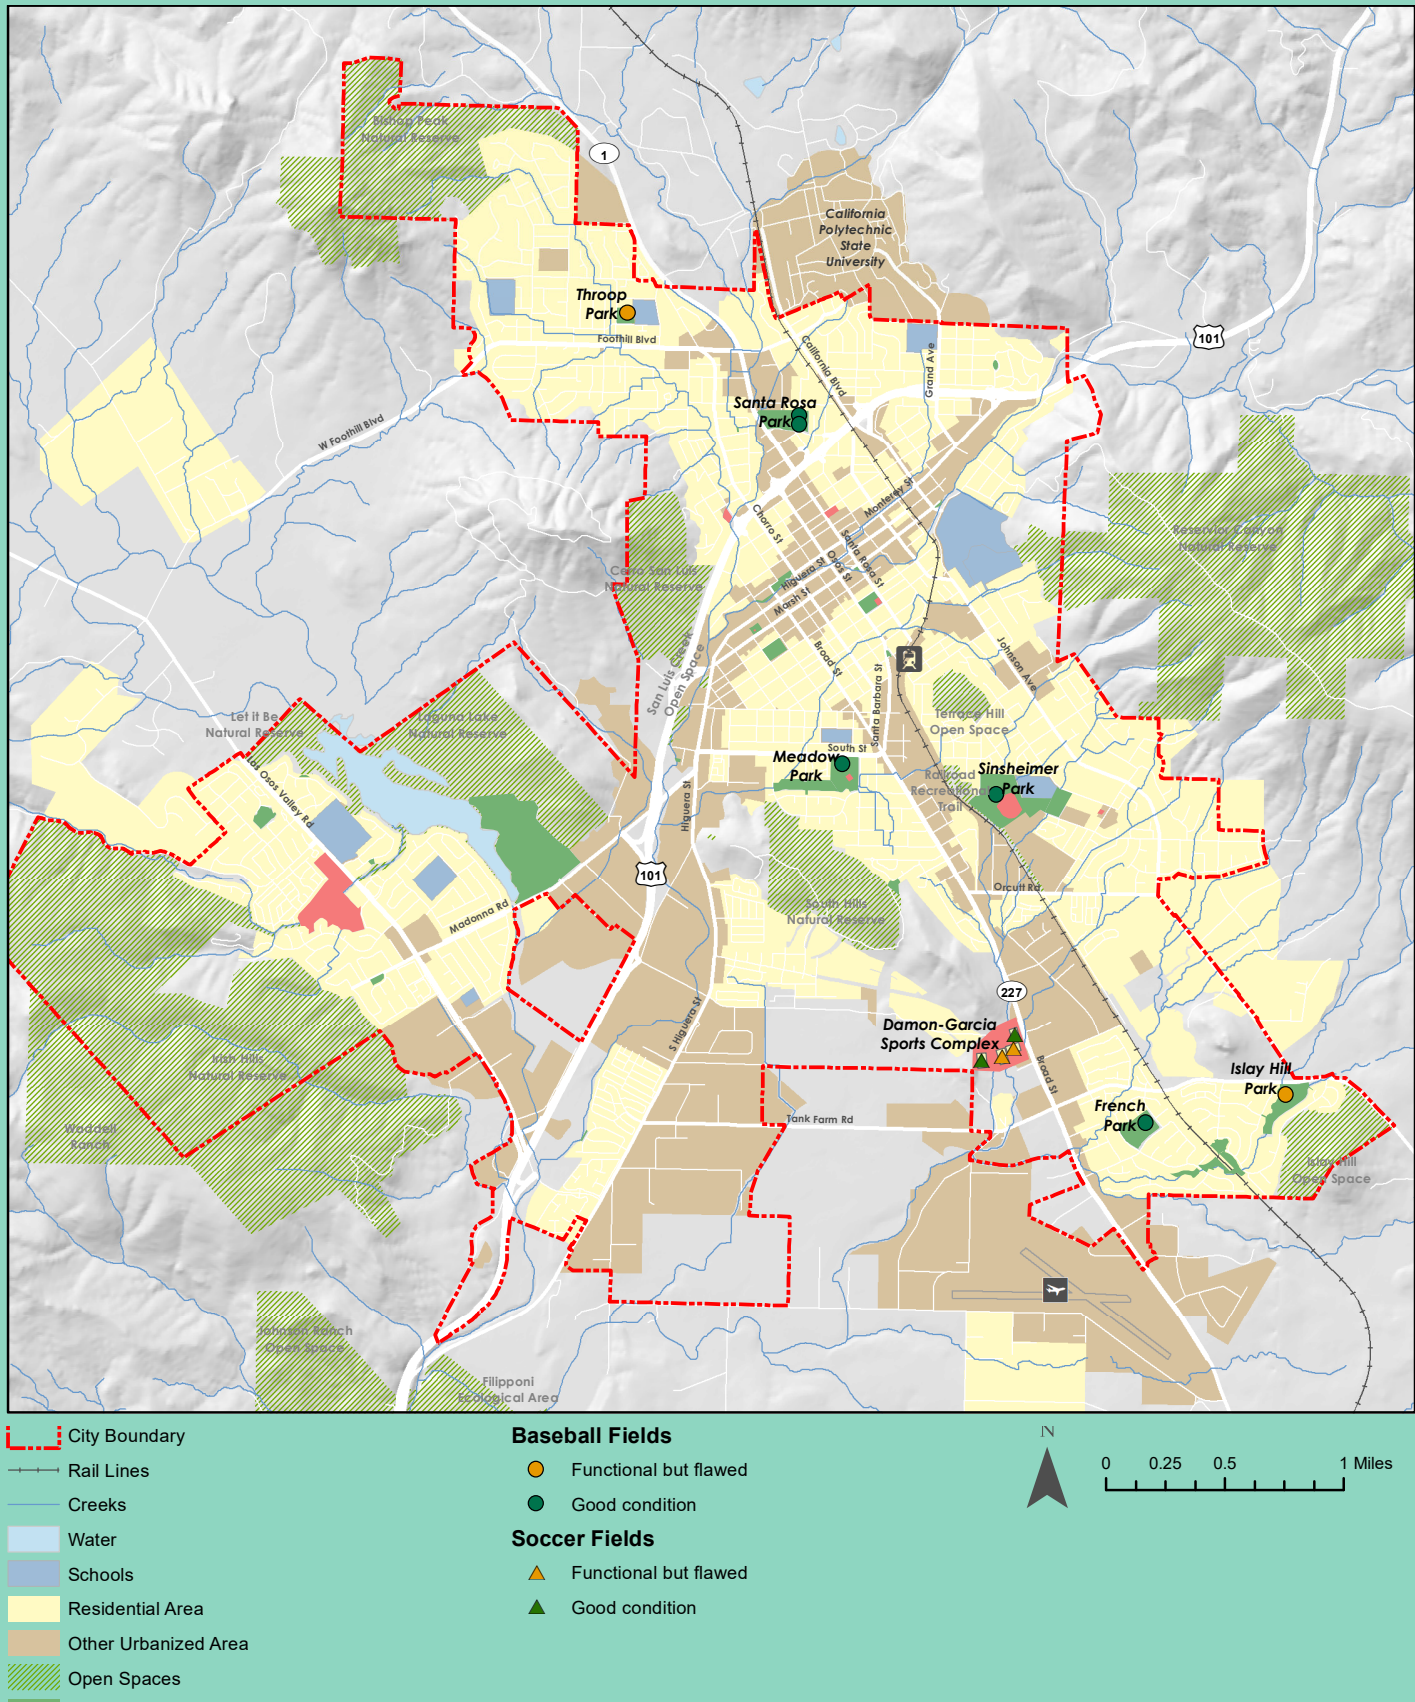 Bishop Peak
Natural Reserve
1
California
Polytechnic
State
University
Throop
Park
Foothill Blvd
California Blvd
Grand Ave
101
Santa Rosa
Park
W Foothill Blvd
Monterey St
Chorro St
Santa Rosa St
Osos St
Higuera St
Marsh St
Reservior Canyon
Natural Reserve
Cerro San Luis
Natural Reserve
San Luis Creek
Open Space
Broad St
Johnson Ave
Santa Barbara St
Let it Be
Natural Reserve
Laguna Lake
Natural Reserve
Terrace Hill
Open Space
South St
Meadow
Park
Sinsheimer
Park
Railroad
Recreational
Trail
Los Osos Valley Rd
Higuera St
101
Orcutt Rd
Madonna Rd
South Hills
Natural Reserve
227
S Higuera St
Damon-Garcia
Sports Complex
Broad St
Irish Hills
Natural Reserve
Islay Hill
Park
French
Park
Tank Farm Rd
Waddell
Ranch
Islay Hill
Open Space
Johnson Ranch
Open Space
Filipponi
Ecological Area
City Boundary
Rail Lines
Creeks
Water
Schools
Residential Area
Other Urbanized Area
Open Spaces
Baseball Fields
Functional but flawed
Good condition
Soccer Fields
Functional but flawed
Good condition
N
0 0.25 0.5 1 Miles